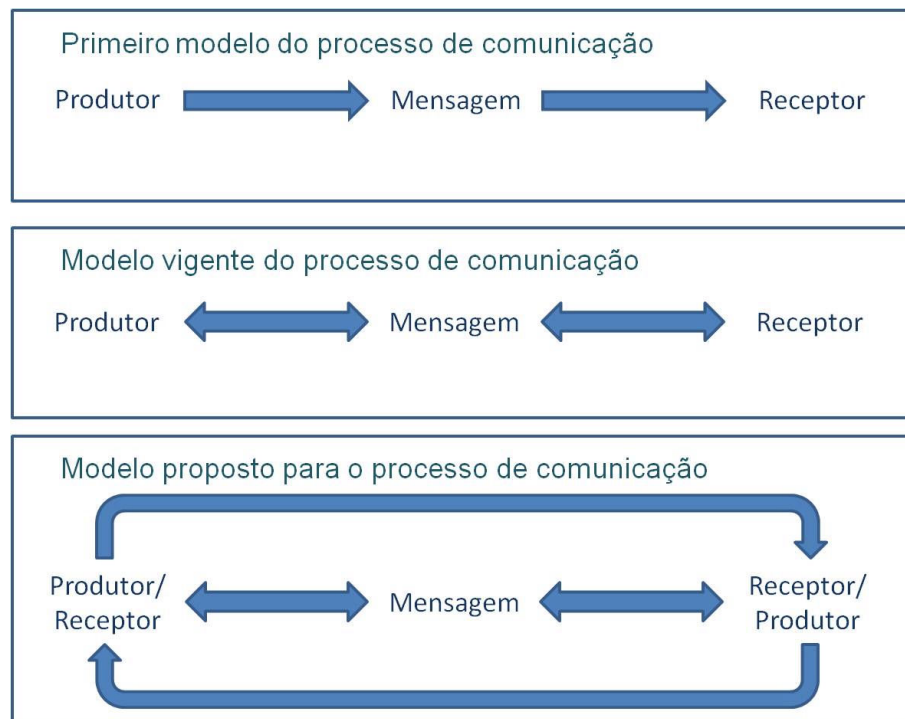 Primeiro modelo do processo de comunicação
Produtor Mensagem Receptor
Modelo vigente do processo de comunicação
Produtor Mensagem Receptor
Modelo proposto para o processo de comunicação
Produtor/
Receptor
Mensagem
Receptor/
Produtor